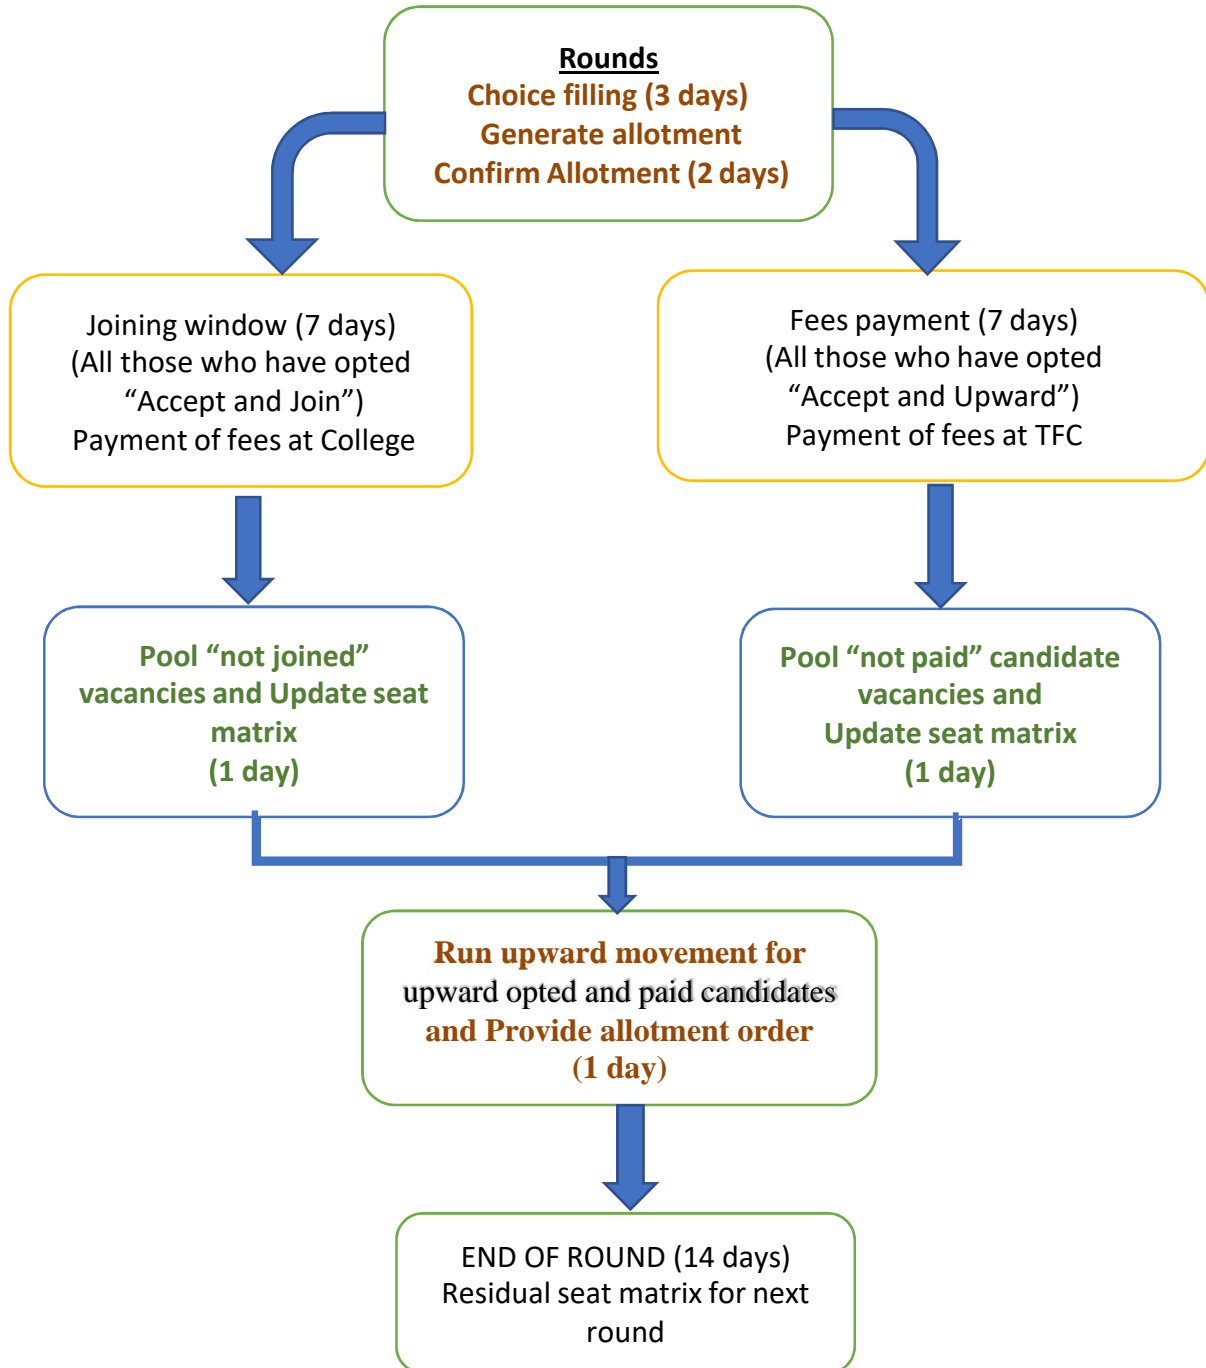 Rounds
Choice filling (3 days)
Generate allotment
Confirm Allotment (2 days)
Joining window (7 days)
(All those who have opted
“Accept and Join”)
Payment of fees at College
Fees payment (7 days)
(All those who have opted
“Accept and Upward”)
Payment of fees at TFC
Pool “not joined”
vacancies and Update seat
matrix
(1 day)
Pool “not paid” candidate
vacancies and
Update seat matrix
(1 day)
Run upward movement for
upward opted and paid candidates
and Provide allotment order
(1 day)
END OF ROUND (14 days)
Residual seat matrix for next
round